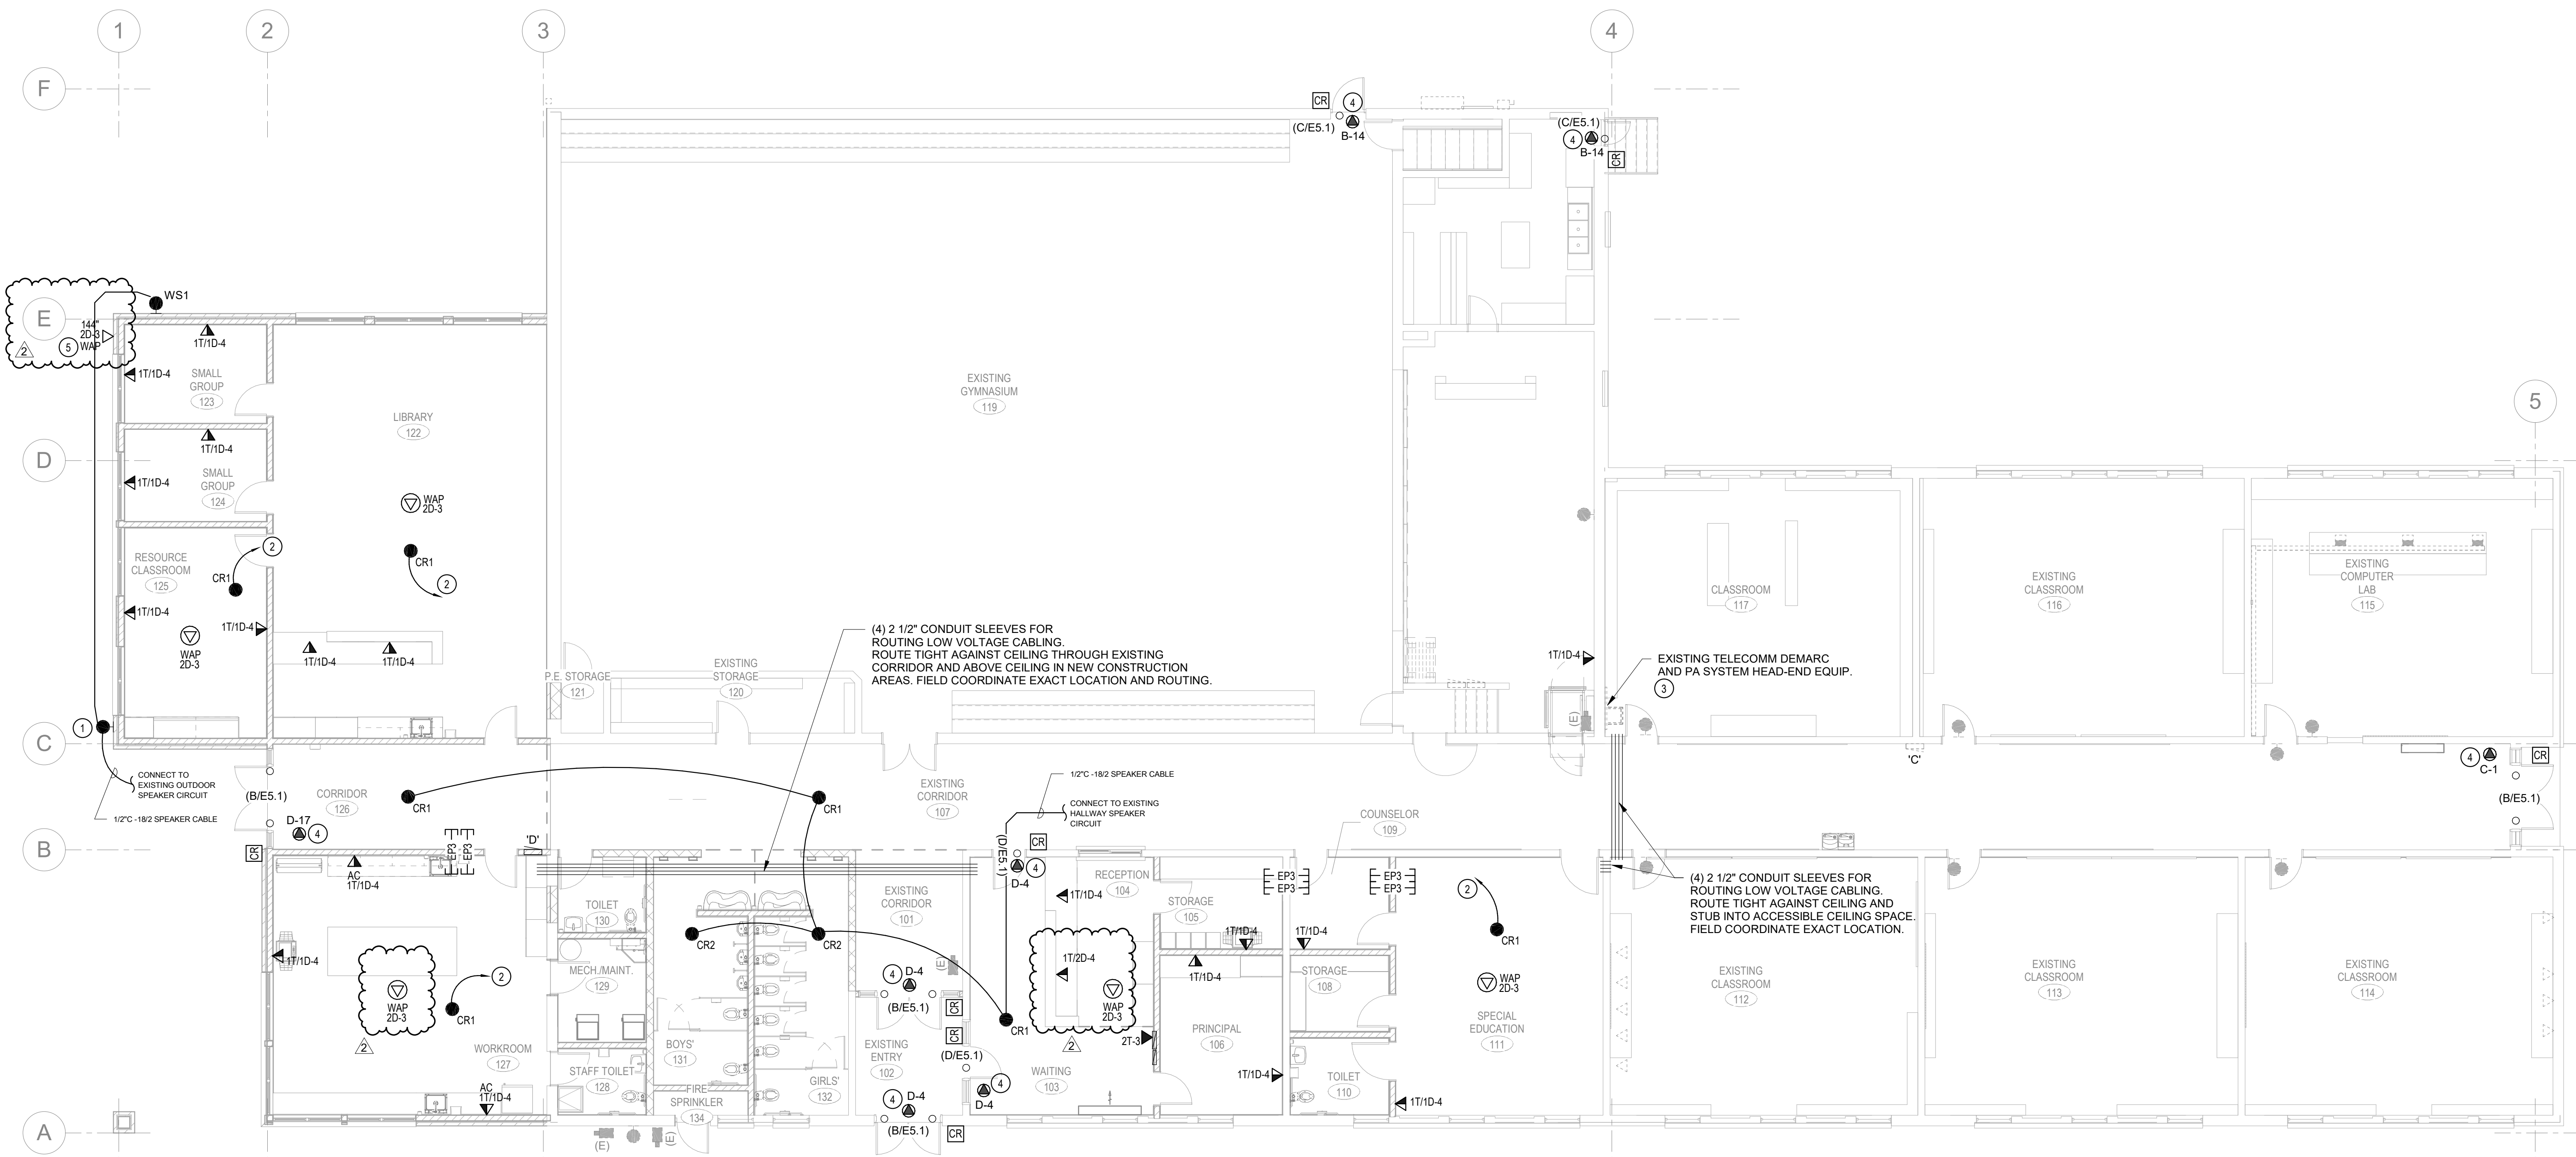 1
2
3
4
F
CR
4
(C/E5.1)
B-14
(C/E5.1)
4
B-14
CR
WS1
E
144"
2D-3
5
WAP
2
1T/1D-4
1T/1D-4
SMALL
GROUP
123
EXISTING
GYMNASIUM
119
5
LIBRARY
122
1T/1D-4
D
SMALL
GROUP
124
1T/1D-4
WAP
2D-3
2
RESOURCE
CLASSROOM
125
CR1
CR1
2
1T/1D-4
1T/1D-4
WAP
2D-3
1T/1D-4
1T/1D-4
CLASSROOM
117
EXISTING
CLASSROOM
116
EXISTING
COMPUTER
LAB
115
(4) 2 1/2" CONDUIT SLEEVES FOR
ROUTING LOW VOLTAGE CABLING.
ROUTE TIGHT AGAINST CEILING THROUGH EXISTING
CORRIDOR AND ABOVE CEILING IN NEW CONSTRUCTION
AREAS. FIELD COORDINATE EXACT LOCATION AND ROUTING.
P.E. STORAGE
121
EXISTING
STORAGE
120
1T/1D-4
EXISTING TELECOMM DEMARC
AND PA SYSTEM HEAD-END EQUIP.
3
(E)
1
C
CONNECT TO
EXISTING OUTDOOR
SPEAKER CIRCUIT
1/2"C -18/2 SPEAKER CABLE
(B/E5.1)
CORRIDOR
126
CR1
CR1
EXISTING
CORRIDOR
107
1/2"C -18/2 SPEAKER CABLE
CONNECT TO EXISTING
HALLWAY SPEAKER
CIRCUIT
COUNSELOR
109
'C'
4
C-1
CR
(B/E5.1)
D-17
4
'D'
B
CR
EP3
EP3
(D/E5.1)
CR
4
D-4
AC
1T/1D-4
RECEPTION
104
1T/1D-4
STORAGE
105
EP3
EP3
EP3
EP3
2
(4) 2 1/2" CONDUIT SLEEVES FOR
ROUTING LOW VOLTAGE CABLING.
ROUTE TIGHT AGAINST CEILING AND
STUB INTO ACCESSIBLE CEILING SPACE.
FIELD COORDINATE EXACT LOCATION.
TOILET
130
EXISTING
CORRIDOR
101
1T/1D-4
1T/1D-4
CR1
1T/1D-4
CR2
CR2
(E)
1T/2D-4
1T/1D-4
2
MECH./MAINT.
129
4
D-4
STORAGE
108
WAP
2D-3
EXISTING
CLASSROOM
112
EXISTING
CLASSROOM
113
EXISTING
CLASSROOM
114
WAP
2D-3
CR1
(B/E5.1)
CR
CR1
WAP
2D-3
2
WORKROOM
127
BOYS'
131
EXISTING
ENTRY
102
CR
(D/E5.1)
2
2T-3
PRINCIPAL
106
SPECIAL
EDUCATION
111
STAFF TOILET
128
GIRLS'
132
WAITING
103
1T/1D-4
TOILET
110
AC
1T/1D-4
FIRE
SPRINKLER
134
4
D-4
4
D-4
1T/1D-4
A
(E)
(E)
(B/E5.1)
CR